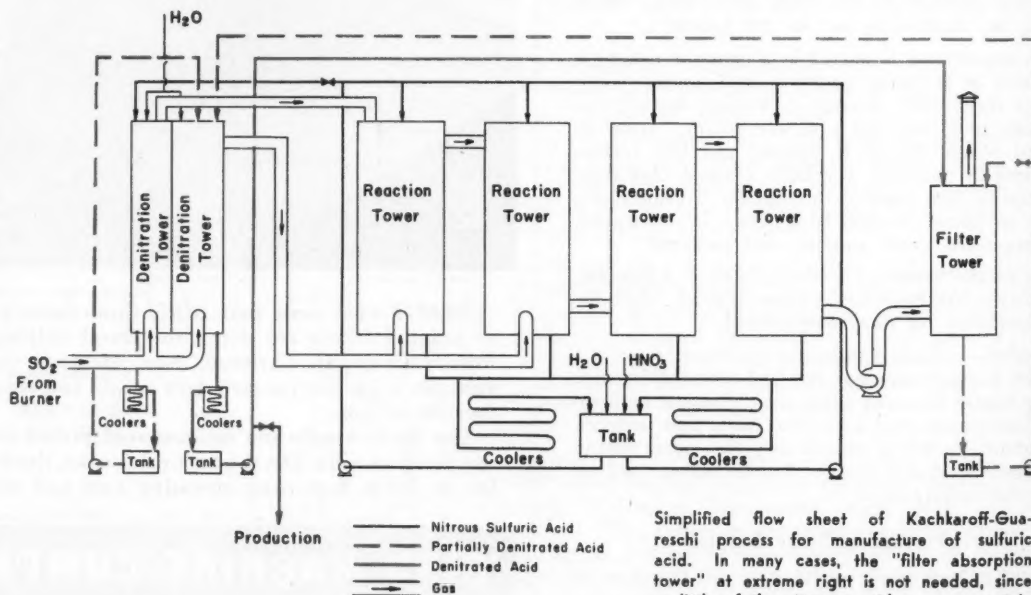 H₂O
Denitration
Tower
Denitration
Tower
Reaction
Tower
Reaction
Tower
Reaction
Tower
Reaction
Tower
Filter
Tower
SO₂
From
Burner
Coolers
Coolers
Tank
Tank
H₂O
HNO₃
Tank
Coolers
Coolers
Tank
Production
Nitrous Sulfuric Acid
Partially Denitrated Acid
Denitrated Acid
Gas
Simplified flow sheet of Kachkaroff-Gua-
reschi process for manufacture of sulfuric
acid. In many cases, the "filter absorption
tower" at extreme right is not needed, since